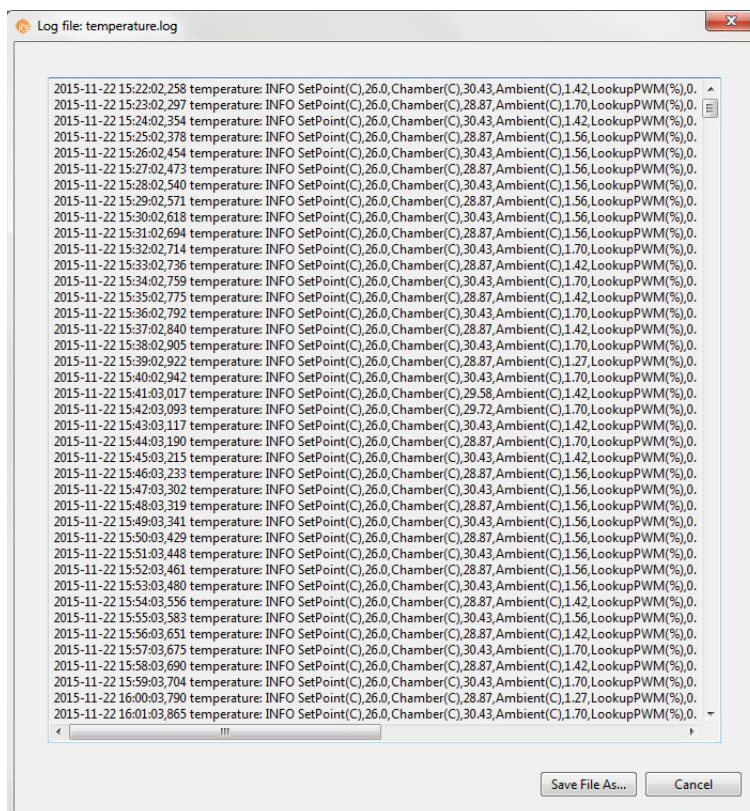 Log file: temperature.log
2015-11-22 15:22:02,258 temperature: INFO SetPoint(C),26.0,Chamber(C),30.43,Ambient(C),1.42,LookupPWM(%),0.
2015-11-22 15:23:02,297 temperature: INFO SetPoint(C),26.0,Chamber(C),28.87,Ambient(C),1.70,LookupPWM(%),0.
2015-11-22 15:24:02,354 temperature: INFO SetPoint(C),26.0,Chamber(C),30.43,Ambient(C),1.42,LookupPWM(%),0.
2015-11-22 15:25:02,378 temperature: INFO SetPoint(C),26.0,Chamber(C),28.87,Ambient(C),1.56,LookupPWM(%),0.
2015-11-22 15:26:02,454 temperature: INFO SetPoint(C),26.0,Chamber(C),30.43,Ambient(C),1.56,LookupPWM(%),0.
2015-11-22 15:27:02,473 temperature: INFO SetPoint(C),26.0,Chamber(C),28.87,Ambient(C),1.56,LookupPWM(%),0.
2015-11-22 15:28:02,540 temperature: INFO SetPoint(C),26.0,Chamber(C),30.43,Ambient(C),1.56,LookupPWM(%),0.
2015-11-22 15:29:02,571 temperature: INFO SetPoint(C),26.0,Chamber(C),28.87,Ambient(C),1.56,LookupPWM(%),0.
2015-11-22 15:30:02,618 temperature: INFO SetPoint(C),26.0,Chamber(C),30.43,Ambient(C),1.56,LookupPWM(%),0.
2015-11-22 15:31:02,694 temperature: INFO SetPoint(C),26.0,Chamber(C),28.87,Ambient(C),1.56,LookupPWM(%),0.
2015-11-22 15:32:02,714 temperature: INFO SetPoint(C),26.0,Chamber(C),30.43,Ambient(C),1.70,LookupPWM(%),0.
2015-11-22 15:33:02,736 temperature: INFO SetPoint(C),26.0,Chamber(C),28.87,Ambient(C),1.42,LookupPWM(%),0.
2015-11-22 15:34:02,759 temperature: INFO SetPoint(C),26.0,Chamber(C),30.43,Ambient(C),1.70,LookupPWM(%),0.
2015-11-22 15:35:02,775 temperature: INFO SetPoint(C),26.0,Chamber(C),28.87,Ambient(C),1.42,LookupPWM(%),0.
2015-11-22 15:36:02,792 temperature: INFO SetPoint(C),26.0,Chamber(C),30.43,Ambient(C),1.70,LookupPWM(%),0.
2015-11-22 15:37:02,840 temperature: INFO SetPoint(C),26.0,Chamber(C),28.87,Ambient(C),1.42,LookupPWM(%),0.
2015-11-22 15:38:02,905 temperature: INFO SetPoint(C),26.0,Chamber(C),30.43,Ambient(C),1.70,LookupPWM(%),0.
2015-11-22 15:39:02,922 temperature: INFO SetPoint(C),26.0,Chamber(C),28.87,Ambient(C),1.27,LookupPWM(%),0.
2015-11-22 15:40:02,942 temperature: INFO SetPoint(C),26.0,Chamber(C),30.43,Ambient(C),1.70,LookupPWM(%),0.
2015-11-22 15:41:03,017 temperature: INFO SetPoint(C),26.0,Chamber(C),29.58,Ambient(C),1.42,LookupPWM(%),0.
2015-11-22 15:42:03,093 temperature: INFO SetPoint(C),26.0,Chamber(C),29.72,Ambient(C),1.70,LookupPWM(%),0.
2015-11-22 15:43:03,117 temperature: INFO SetPoint(C),26.0,Chamber(C),30.43,Ambient(C),1.42,LookupPWM(%),0.
2015-11-22 15:44:03,190 temperature: INFO SetPoint(C),26.0,Chamber(C),28.87,Ambient(C),1.70,LookupPWM(%),0.
2015-11-22 15:45:03,215 temperature: INFO SetPoint(C),26.0,Chamber(C),30.43,Ambient(C),1.42,LookupPWM(%),0.
2015-11-22 15:46:03,233 temperature: INFO SetPoint(C),26.0,Chamber(C),28.87,Ambient(C),1.56,LookupPWM(%),0.
2015-11-22 15:47:03,302 temperature: INFO SetPoint(C),26.0,Chamber(C),30.43,Ambient(C),1.56,LookupPWM(%),0.
2015-11-22 15:48:03,319 temperature: INFO SetPoint(C),26.0,Chamber(C),28.87,Ambient(C),1.56,LookupPWM(%),0.
2015-11-22 15:49:03,341 temperature: INFO SetPoint(C),26.0,Chamber(C),30.43,Ambient(C),1.56,LookupPWM(%),0.
2015-11-22 15:50:03,429 temperature: INFO SetPoint(C),26.0,Chamber(C),28.87,Ambient(C),1.56,LookupPWM(%),0.
2015-11-22 15:51:03,448 temperature: INFO SetPoint(C),26.0,Chamber(C),30.43,Ambient(C),1.56,LookupPWM(%),0.
2015-11-22 15:52:03,461 temperature: INFO SetPoint(C),26.0,Chamber(C),28.87,Ambient(C),1.56,LookupPWM(%),0.
2015-11-22 15:53:03,480 temperature: INFO SetPoint(C),26.0,Chamber(C),30.43,Ambient(C),1.56,LookupPWM(%),0.
2015-11-22 15:54:03,556 temperature: INFO SetPoint(C),26.0,Chamber(C),28.87,Ambient(C),1.42,LookupPWM(%),0.
2015-11-22 15:55:03,583 temperature: INFO SetPoint(C),26.0,Chamber(C),30.43,Ambient(C),1.56,LookupPWM(%),0.
2015-11-22 15:56:03,651 temperature: INFO SetPoint(C),26.0,Chamber(C),28.87,Ambient(C),1.42,LookupPWM(%),0.
2015-11-22 15:57:03,675 temperature: INFO SetPoint(C),26.0,Chamber(C),30.43,Ambient(C),1.70,LookupPWM(%),0.
2015-11-22 15:58:03,690 temperature: INFO SetPoint(C),26.0,Chamber(C),28.87,Ambient(C),1.42,LookupPWM(%),0.
2015-11-22 15:59:03,704 temperature: INFO SetPoint(C),26.0,Chamber(C),30.43,Ambient(C),1.70,LookupPWM(%),0.
2015-11-22 16:00:03,790 temperature: INFO SetPoint(C),26.0,Chamber(C),28.87,Ambient(C),1.27,LookupPWM(%),0.
2015-11-22 16:01:03,865 temperature: INFO SetPoint(C),26.0,Chamber(C),30.43,Ambient(C),1.70,LookupPWM(%),0.
Save File As... Cancel